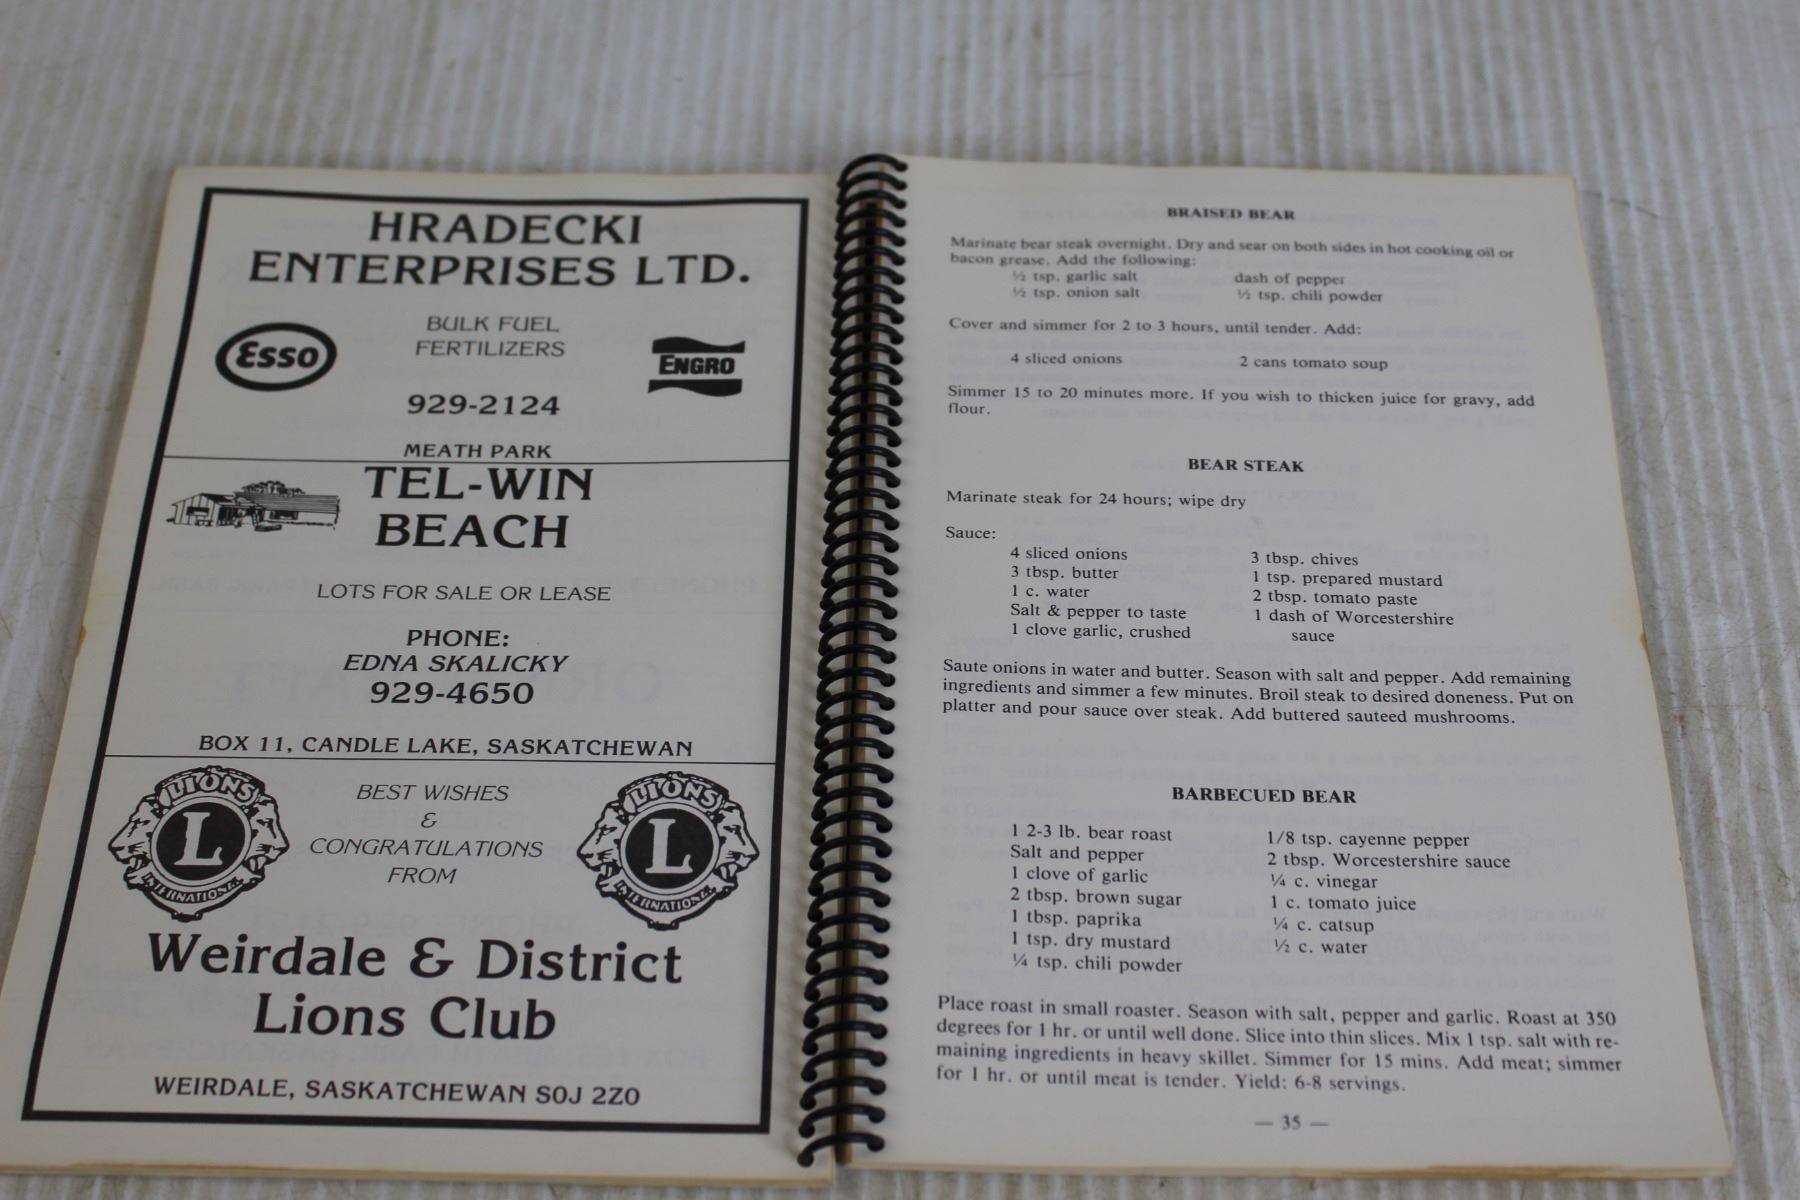 HRADECKI
ENTERPRISES LTD.
Esso
BULK FUEL
FERTILIZERS
ENGRO
929-2124
MEATH PARK
TEL-WIN
BEACH
LOTS FOR SALE OR LEASE
PHONE:
EDNA SKALICKY
929-4650
BOX 11, CANDLE LAKE, SASKATCHEWAN
LIONS
L
INTERNATIONAL
BEST WISHES
&
CONGRATULATIONS
FROM
LIONS
L
INTERNATIONAL
Weirdale & District
Lions Club
WEIRDALE, SASKATCHEWAN S0J 2Z0
BRAISED BEAR
Marinate bear steak overnight. Dry and sear on both sides in hot cooking oil or
bacon grease. Add the following:
½ tsp. garlic salt dash of pepper
½ tsp. onion salt ½ tsp. chili powder
Cover and simmer for 2 to 3 hours, until tender. Add:
4 sliced onions 2 cans tomato soup
Simmer 15 to 20 minutes more. If you wish to thicken juice for gravy, add
flour.
BEAR STEAK
Marinate steak for 24 hours; wipe dry
Sauce:
4 sliced onions 3 tbsp. chives
3 tbsp. butter 1 tsp. prepared mustard
1 c. water 2 tbsp. tomato paste
Salt & pepper to taste 1 dash of Worcestershire
1 clove garlic, crushed sauce
Saute onions in water and butter. Season with salt and pepper. Add remaining
ingredients and simmer a few minutes. Broil steak to desired doneness. Put on
platter and pour sauce over steak. Add buttered sauteed mushrooms.
BARBECUED BEAR
1 2-3 lb. bear roast 1/8 tsp. cayenne pepper
Salt and pepper 2 tbsp. Worcestershire sauce
1 clove of garlic ¼ c. vinegar
2 tbsp. brown sugar 1 c. tomato juice
1 tbsp. paprika ¼ c. catsup
1 tsp. dry mustard ½ c. water
¼ tsp. chili powder
Place roast in small roaster. Season with salt, pepper and garlic. Roast at 350
degrees for 1 hr. or until well done. Slice into thin slices. Mix 1 tsp. salt with re-
maining ingredients in heavy skillet. Simmer for 15 mins. Add meat; simmer
for 1 hr. or until meat is tender. Yield: 6-8 servings.
— 35 —